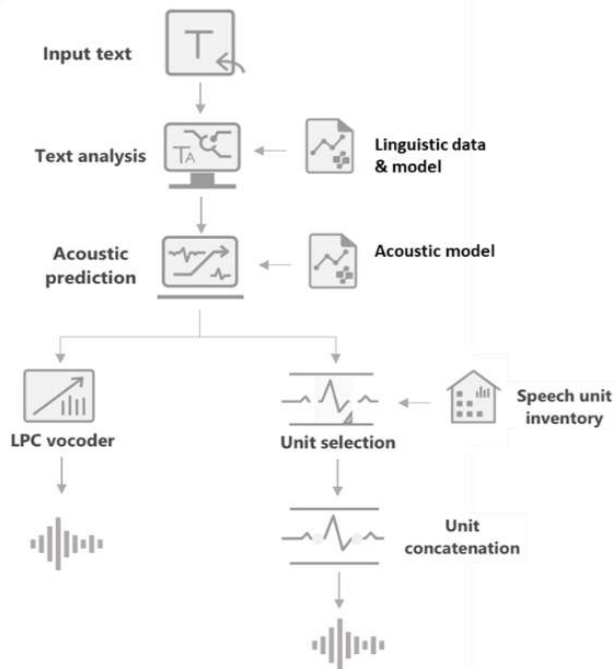 Input text
T
Text analysis
TA
Linguistic data
& model
Acoustic
prediction
Acoustic model
LPC vocoder
Unit selection
Speech unit
inventory
Unit
concatenation